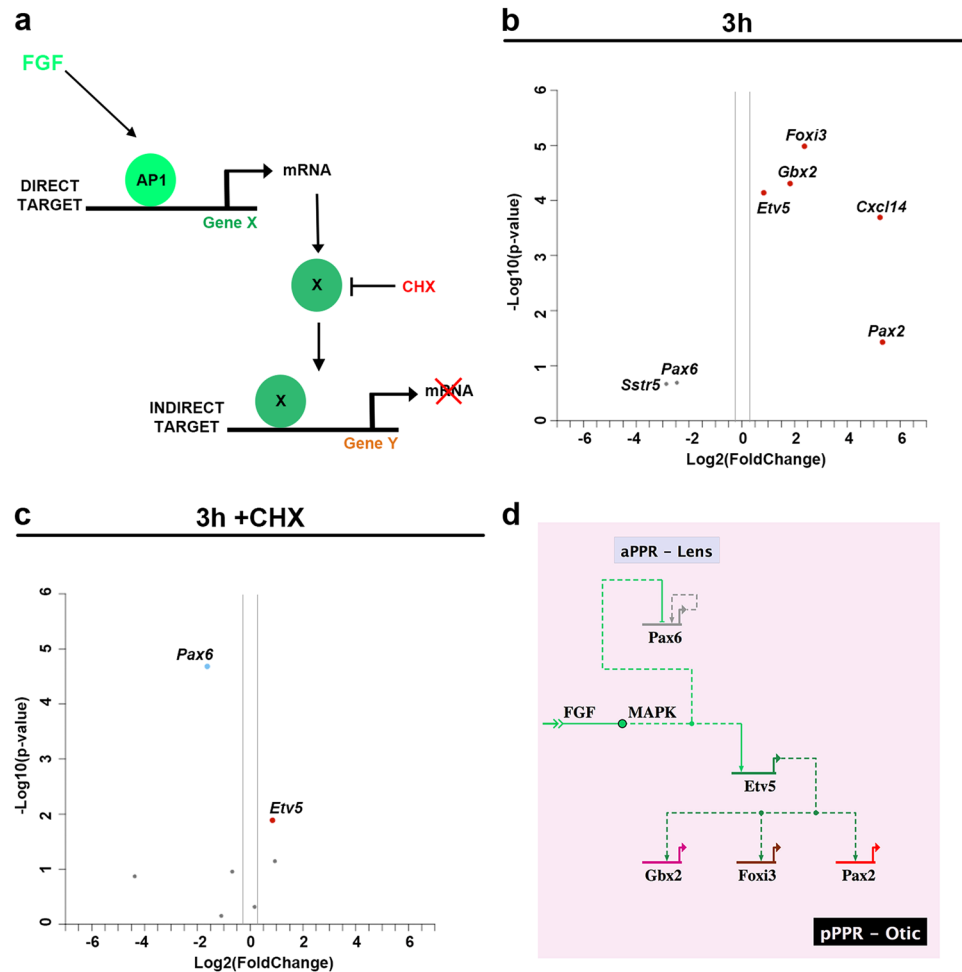 a
FGF
AP1
mRNA
DIRECT
TARGET
Gene X
X
CHX
X
mRNA
INDIRECT
TARGET
Gene Y
b
3h
6
5
4
3
2
1
0
-Log10(p-value)
Foxi3
Gbx2
Etv5
Cxcl14
Pax2
Pax6
Sstr5
-6 -4 -2 0 2 4 6
Log2(FoldChange)
c
3h +CHX
6
5
4
3
2
1
0
-Log10(p-value)
Pax6
Etv5
-6 -4 -2 0 2 4 6
Log2(FoldChange)
d
aPPR – Lens
Pax6
FGF MAPK
Etv5
Gbx2 Foxi3 Pax2
pPPR – Otic